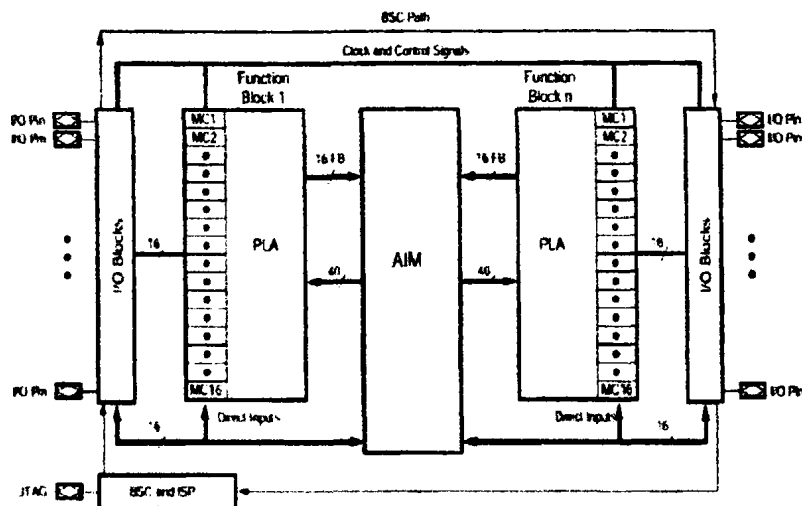 BSC Path
Clock and Control Signals
Function
Block 1
Function
Block n
I/O Pin
I/O Pin
MC1
MC2
MC1
MC2
I/O Pin
I/O Pin
16 FB
16 FB
I/O Blocks
16
PLA
AIM
PLA
16
I/O Blocks
40
40
I/O Pin
MC16
MC16
I/O Pin
16
Direct Inputs
Direct Inputs
16
JTAG
BSC and ISP